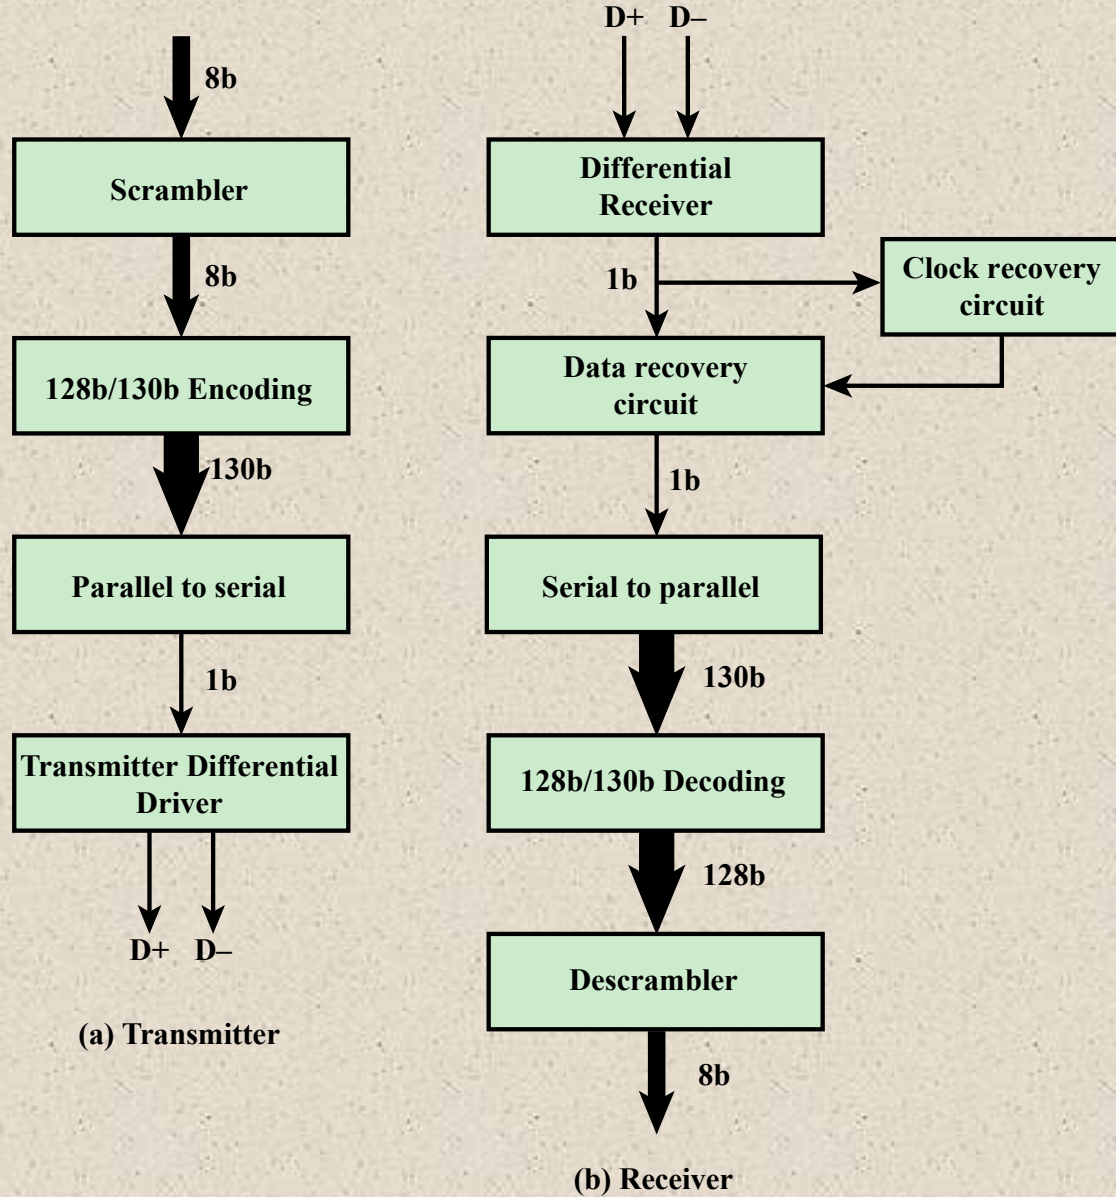 8b
Scrambler
8b
128b/130b Encoding
130b
Parallel to serial
1b
Transmitter Differential
Driver
D+ D–
(a) Transmitter
D+ D–
Differential
Receiver
1b
Clock recovery
circuit
Data recovery
circuit
1b
Serial to parallel
130b
128b/130b Decoding
128b
Descrambler
8b
(b) Receiver